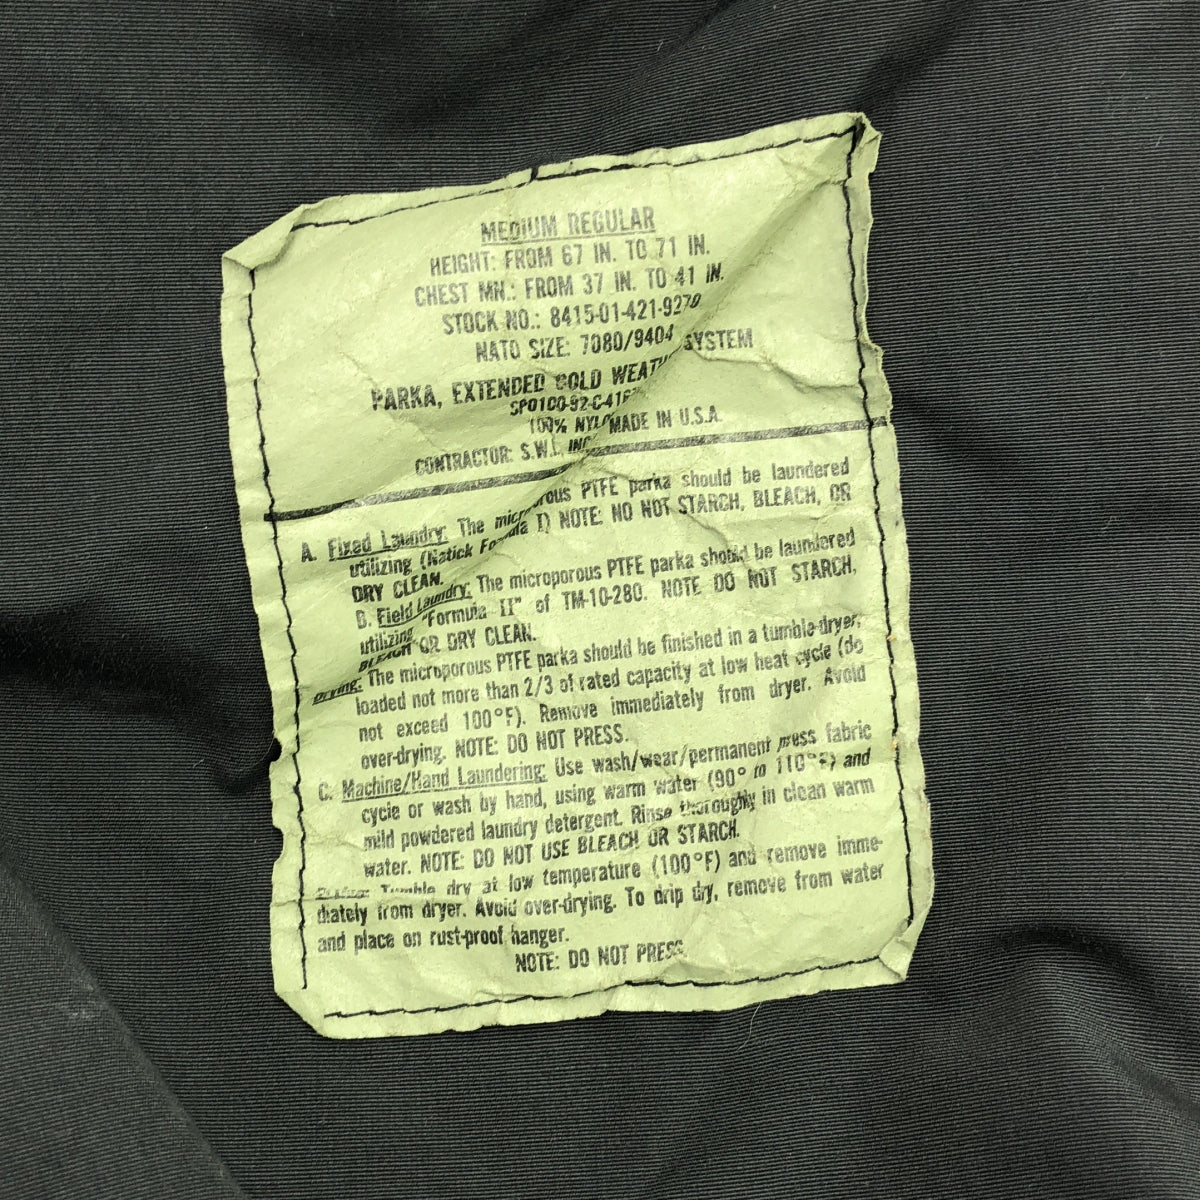 MEDIUM REGULAR
HEIGHT: FROM 67 IN. TO 71 IN.
CHEST MN.: FROM 37 IN. TO 41 IN.
STOCK NO.: 8415-01-421-9270
NATO SIZE: 7080/9404
PARKA, EXTENDED COLD WEATH SYSTEM
SPO100-92-C-416
100% NYLO MADE IN U.S.A.
CONTRACTOR: S.W.I. INC
A. Fixed Laundry: The microporous PTFE parka should be laundered
utilizing (Natick Formula I) NOTE: NO NOT STARCH, BLEACH, OR
DRY CLEAN.
B. Field Laundry: The microporous PTFE parka should be laundered
utilizing "Formula II" of TM-10-280. NOTE DO NOT STARCH,
BLEACH OR DRY CLEAN.
Drying: The microporous PTFE parka should be finished in a tumble-dryer,
loaded not more than 2/3 of rated capacity at low heat cycle (do
not exceed 100°F). Remove immediately from dryer. Avoid
over-drying. NOTE: DO NOT PRESS.
C. Machine/Hand Laundering: Use wash/wear/permanent press fabric
cycle or wash by hand, using warm water (90° to 110°F) and
mild powdered laundry detergent. Rinse thoroughly in clean warm
water. NOTE: DO NOT USE BLEACH OR STARCH.
Drying: Tumble dry at low temperature (100°F) and remove imme-
diately from dryer. Avoid over-drying. To drip dry, remove from water
and place on rust-proof hanger.
NOTE: DO NOT PRESS